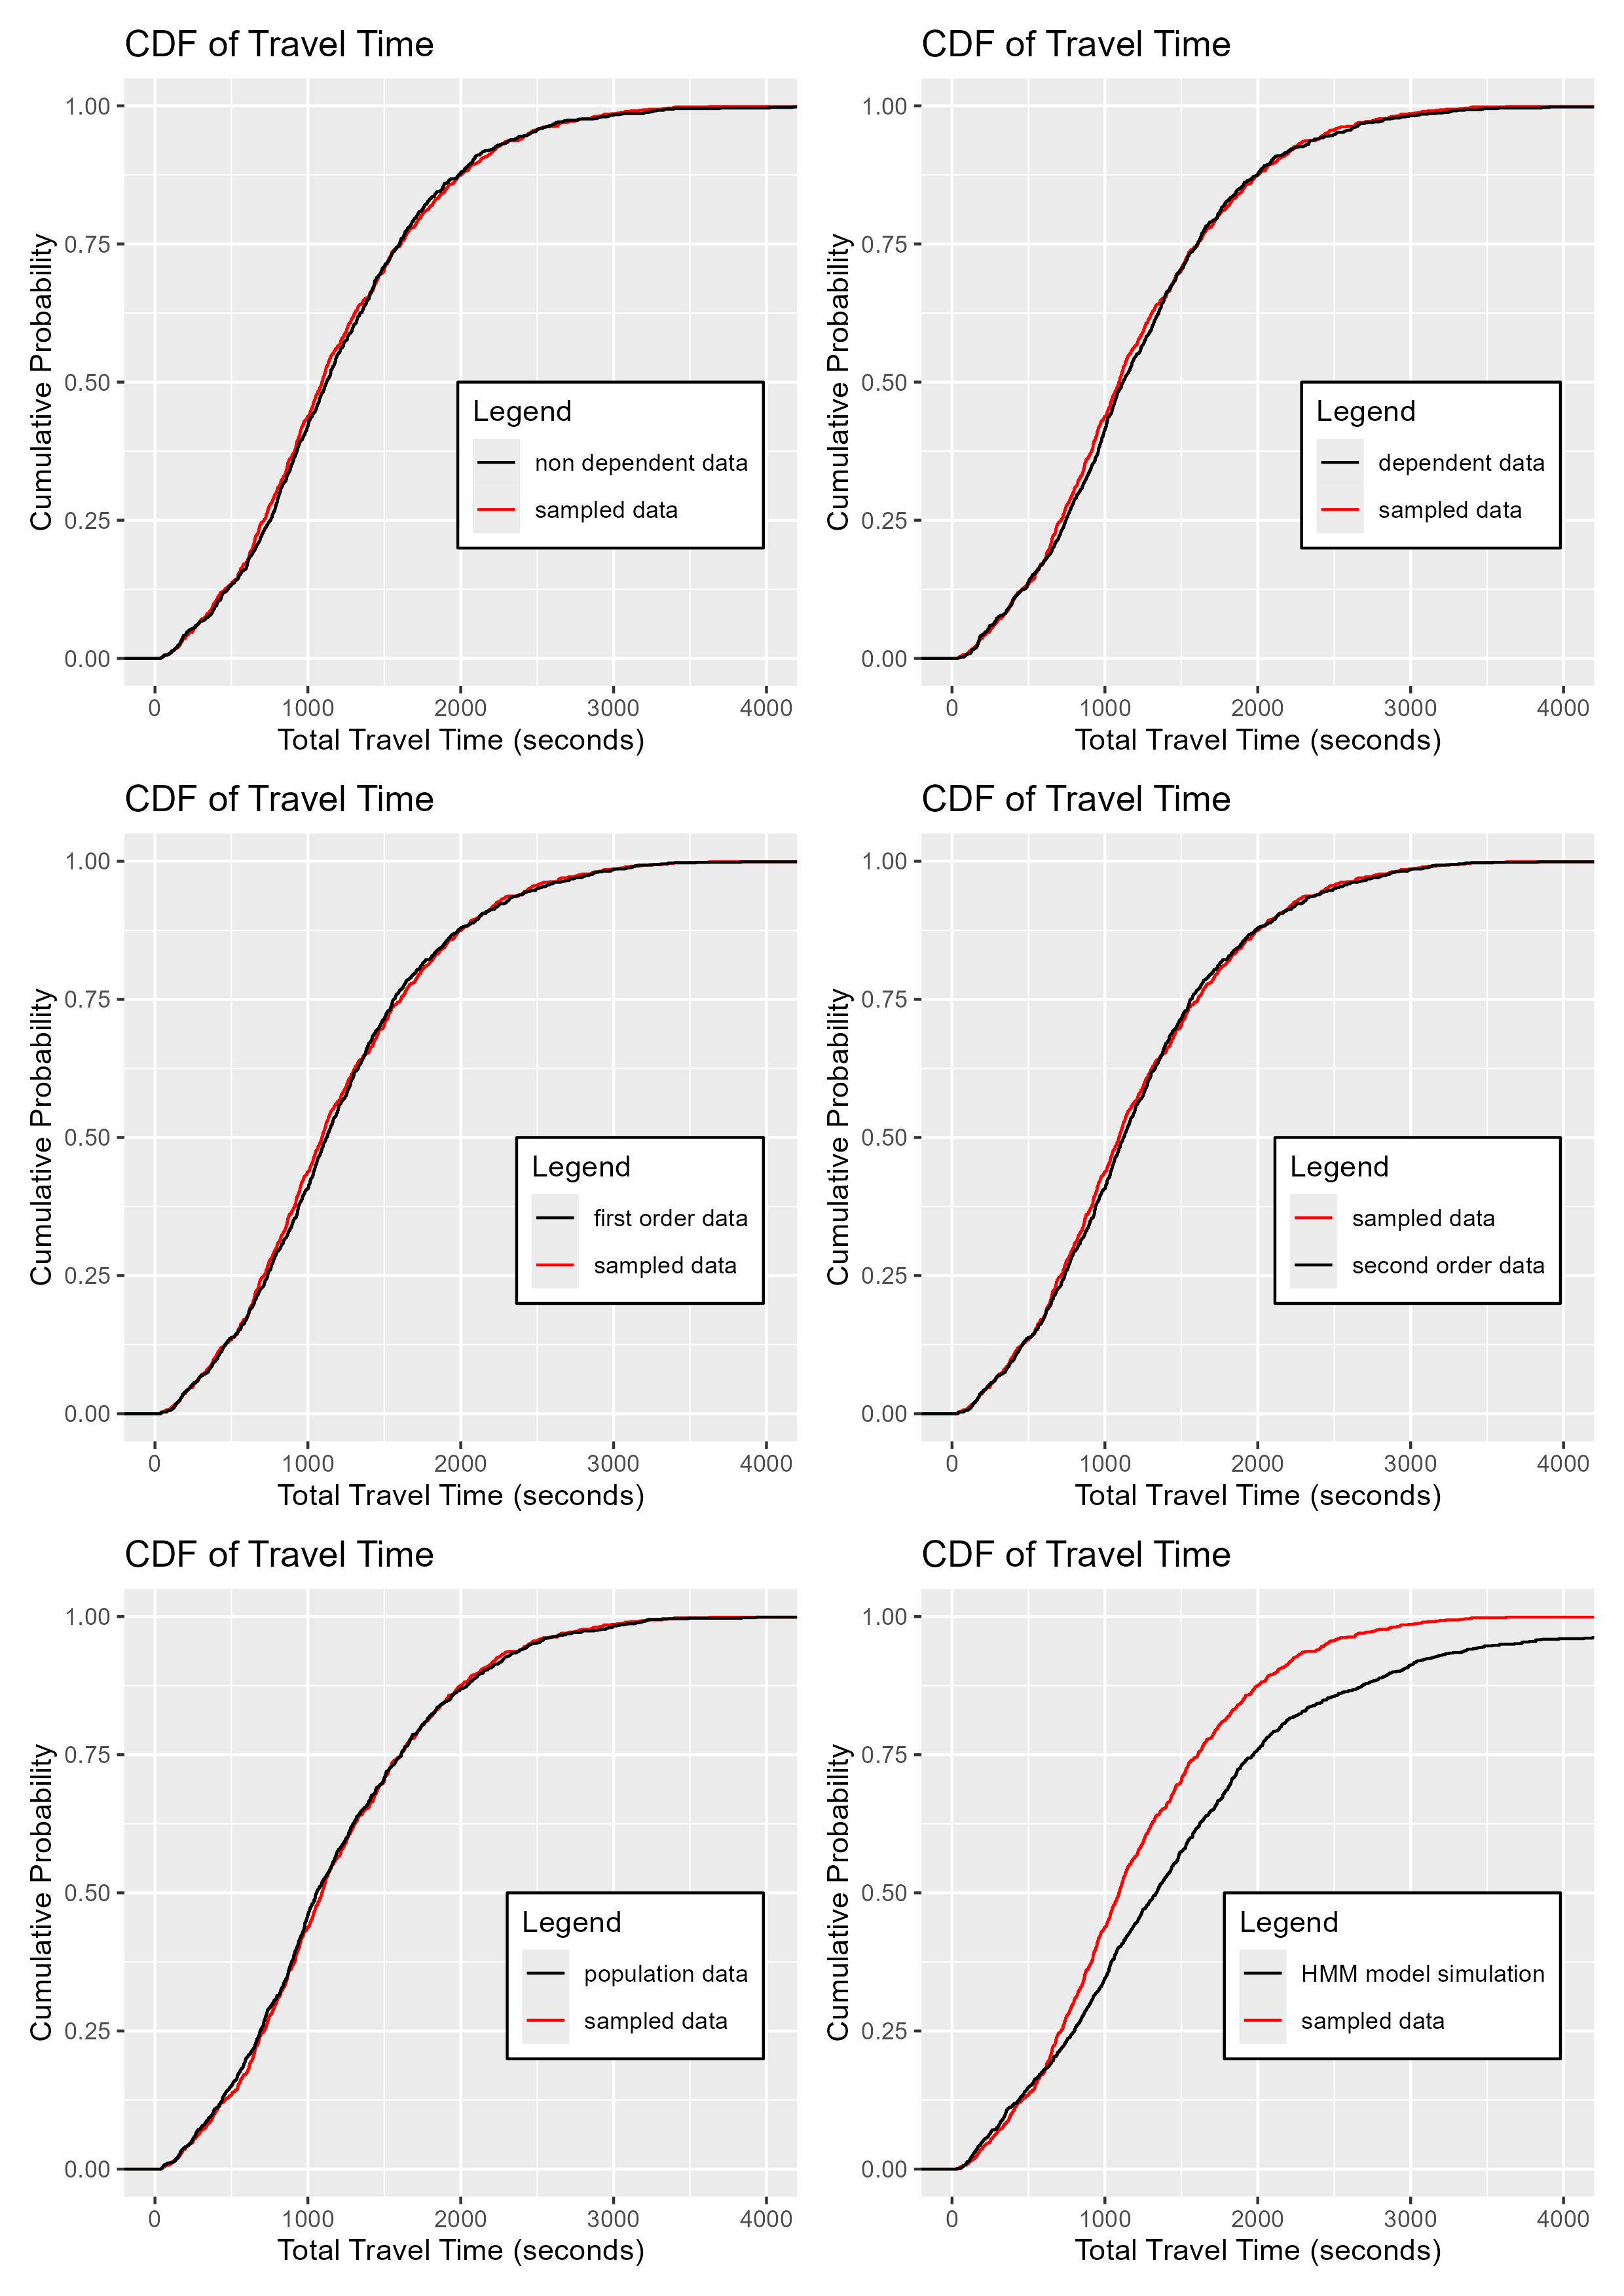 CDF of Travel Time
Cumulative Probability
1.00
0.75
0.50
0.25
0.00
Legend
non dependent data
sampled data
0 1000 2000 3000 4000
Total Travel Time (seconds)
CDF of Travel Time
Cumulative Probability
1.00
0.75
0.50
0.25
0.00
Legend
dependent data
sampled data
0 1000 2000 3000 4000
Total Travel Time (seconds)
CDF of Travel Time
Cumulative Probability
1.00
0.75
0.50
0.25
0.00
Legend
first order data
sampled data
0 1000 2000 3000 4000
Total Travel Time (seconds)
CDF of Travel Time
Cumulative Probability
1.00
0.75
0.50
0.25
0.00
Legend
sampled data
second order data
0 1000 2000 3000 4000
Total Travel Time (seconds)
CDF of Travel Time
Cumulative Probability
1.00
0.75
0.50
0.25
0.00
Legend
population data
sampled data
0 1000 2000 3000 4000
Total Travel Time (seconds)
CDF of Travel Time
Cumulative Probability
1.00
0.75
0.50
0.25
0.00
Legend
HMM model simulation
sampled data
0 1000 2000 3000 4000
Total Travel Time (seconds)